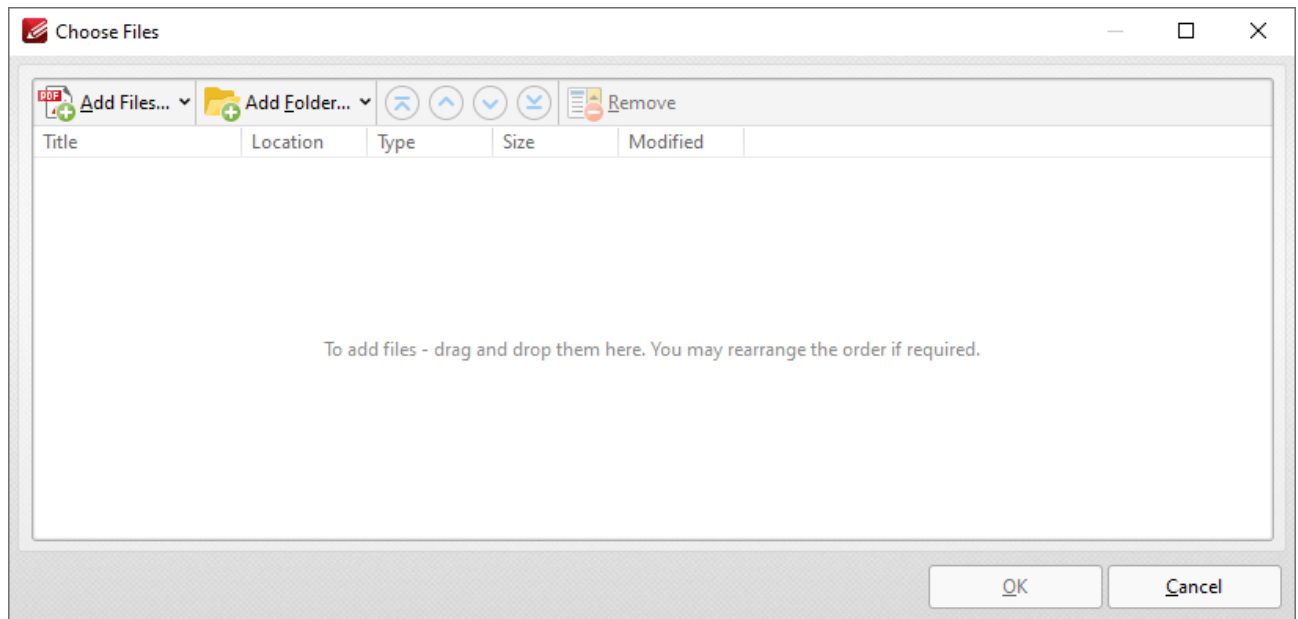 Choose Files
PDF Add Files... Add Folder... Remove
Title Location Type Size Modified
To add files - drag and drop them here. You may rearrange the order if required.
OK Cancel